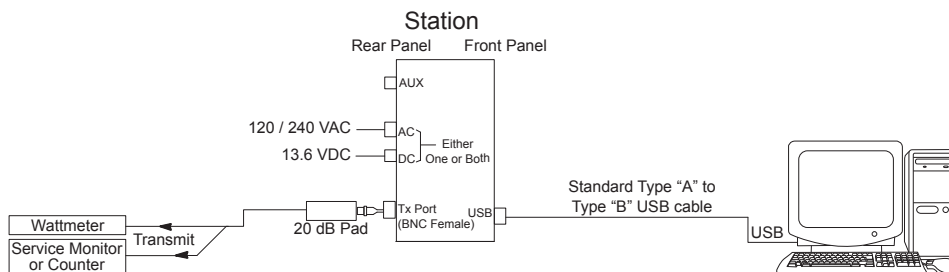 Station
Rear Panel Front Panel
AUX
120 / 240 VAC
AC
Either
One or Both
13.6 VDC
DC
Standard Type “A” to
Type “B” USB cable
Tx Port
(BNC Female)
USB
20 dB Pad
USB
Wattmeter
Transmit
Service Monitor
or Counter